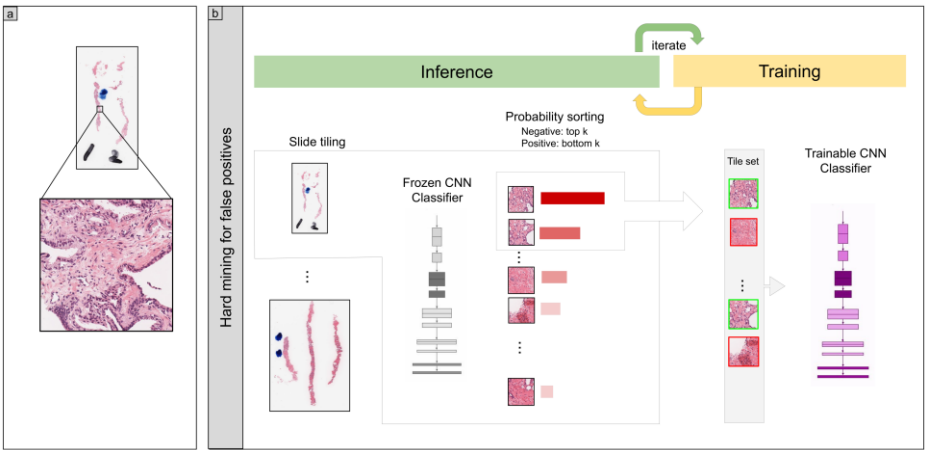 a
b
Hard mining for false positives
iterate
Inference
Training
Slide tiling
Probability sorting
Negative: top k
Positive: bottom k
Frozen CNN
Classifier
Tile set
Trainable CNN
Classifier